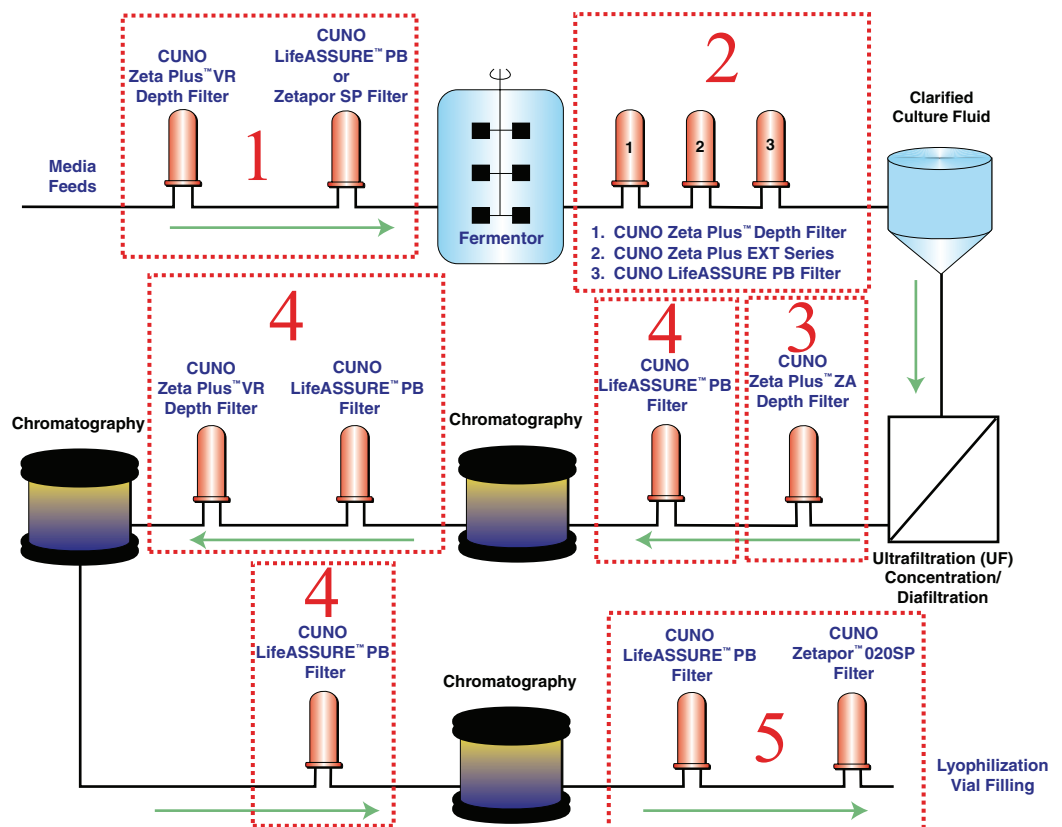 CUNO
Zeta Plus™VR
Depth Filter
CUNO
LifeASSURE™PB
or
Zetapor SP Filter
1
Media
Feeds
Fermentor
2
1
2
3
1. CUNO Zeta Plus™ Depth Filter
2. CUNO Zeta Plus EXT Series
3. CUNO LifeASSURE PB Filter
Clarified
Culture Fluid
Ultrafiltration (UF)
Concentration/
Diafiltration
3
CUNO
Zeta Plus™ZA
Depth Filter
4
CUNO
LifeASSURE™PB
Filter
Chromatography
4
CUNO
LifeASSURE™PB
Filter
CUNO
Zeta Plus™VR
Depth Filter
Chromatography
4
CUNO
LifeASSURE™PB
Filter
Chromatography
CUNO
LifeASSURE™PB
Filter
CUNO
Zetapor™020SP
Filter
5
Lyophilization
Vial Filling